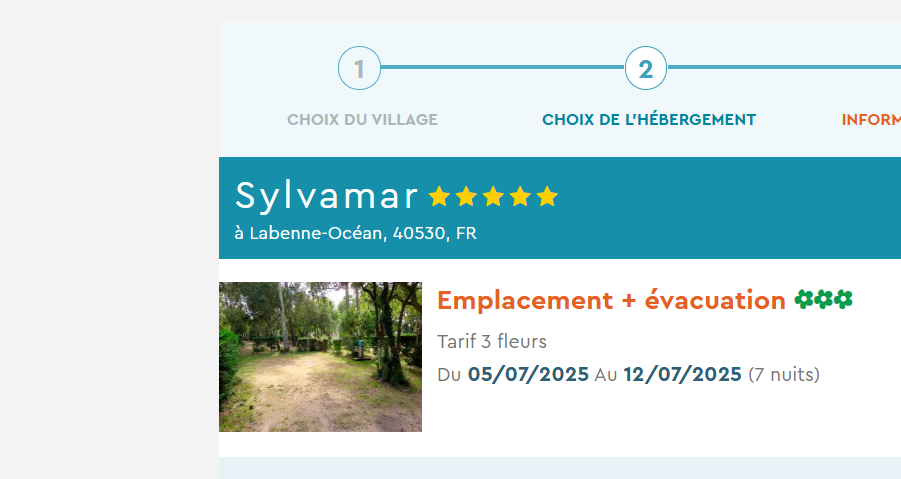 1
2
CHOIX DU VILLAGE
CHOIX DE L'HÉBERGEMENT
INFORM
Sylvamar
à Labenne-Océan, 40530, FR
Emplacement + évacuation
Tarif 3 fleurs
Du 05/07/2025 Au 12/07/2025 (7 nuits)